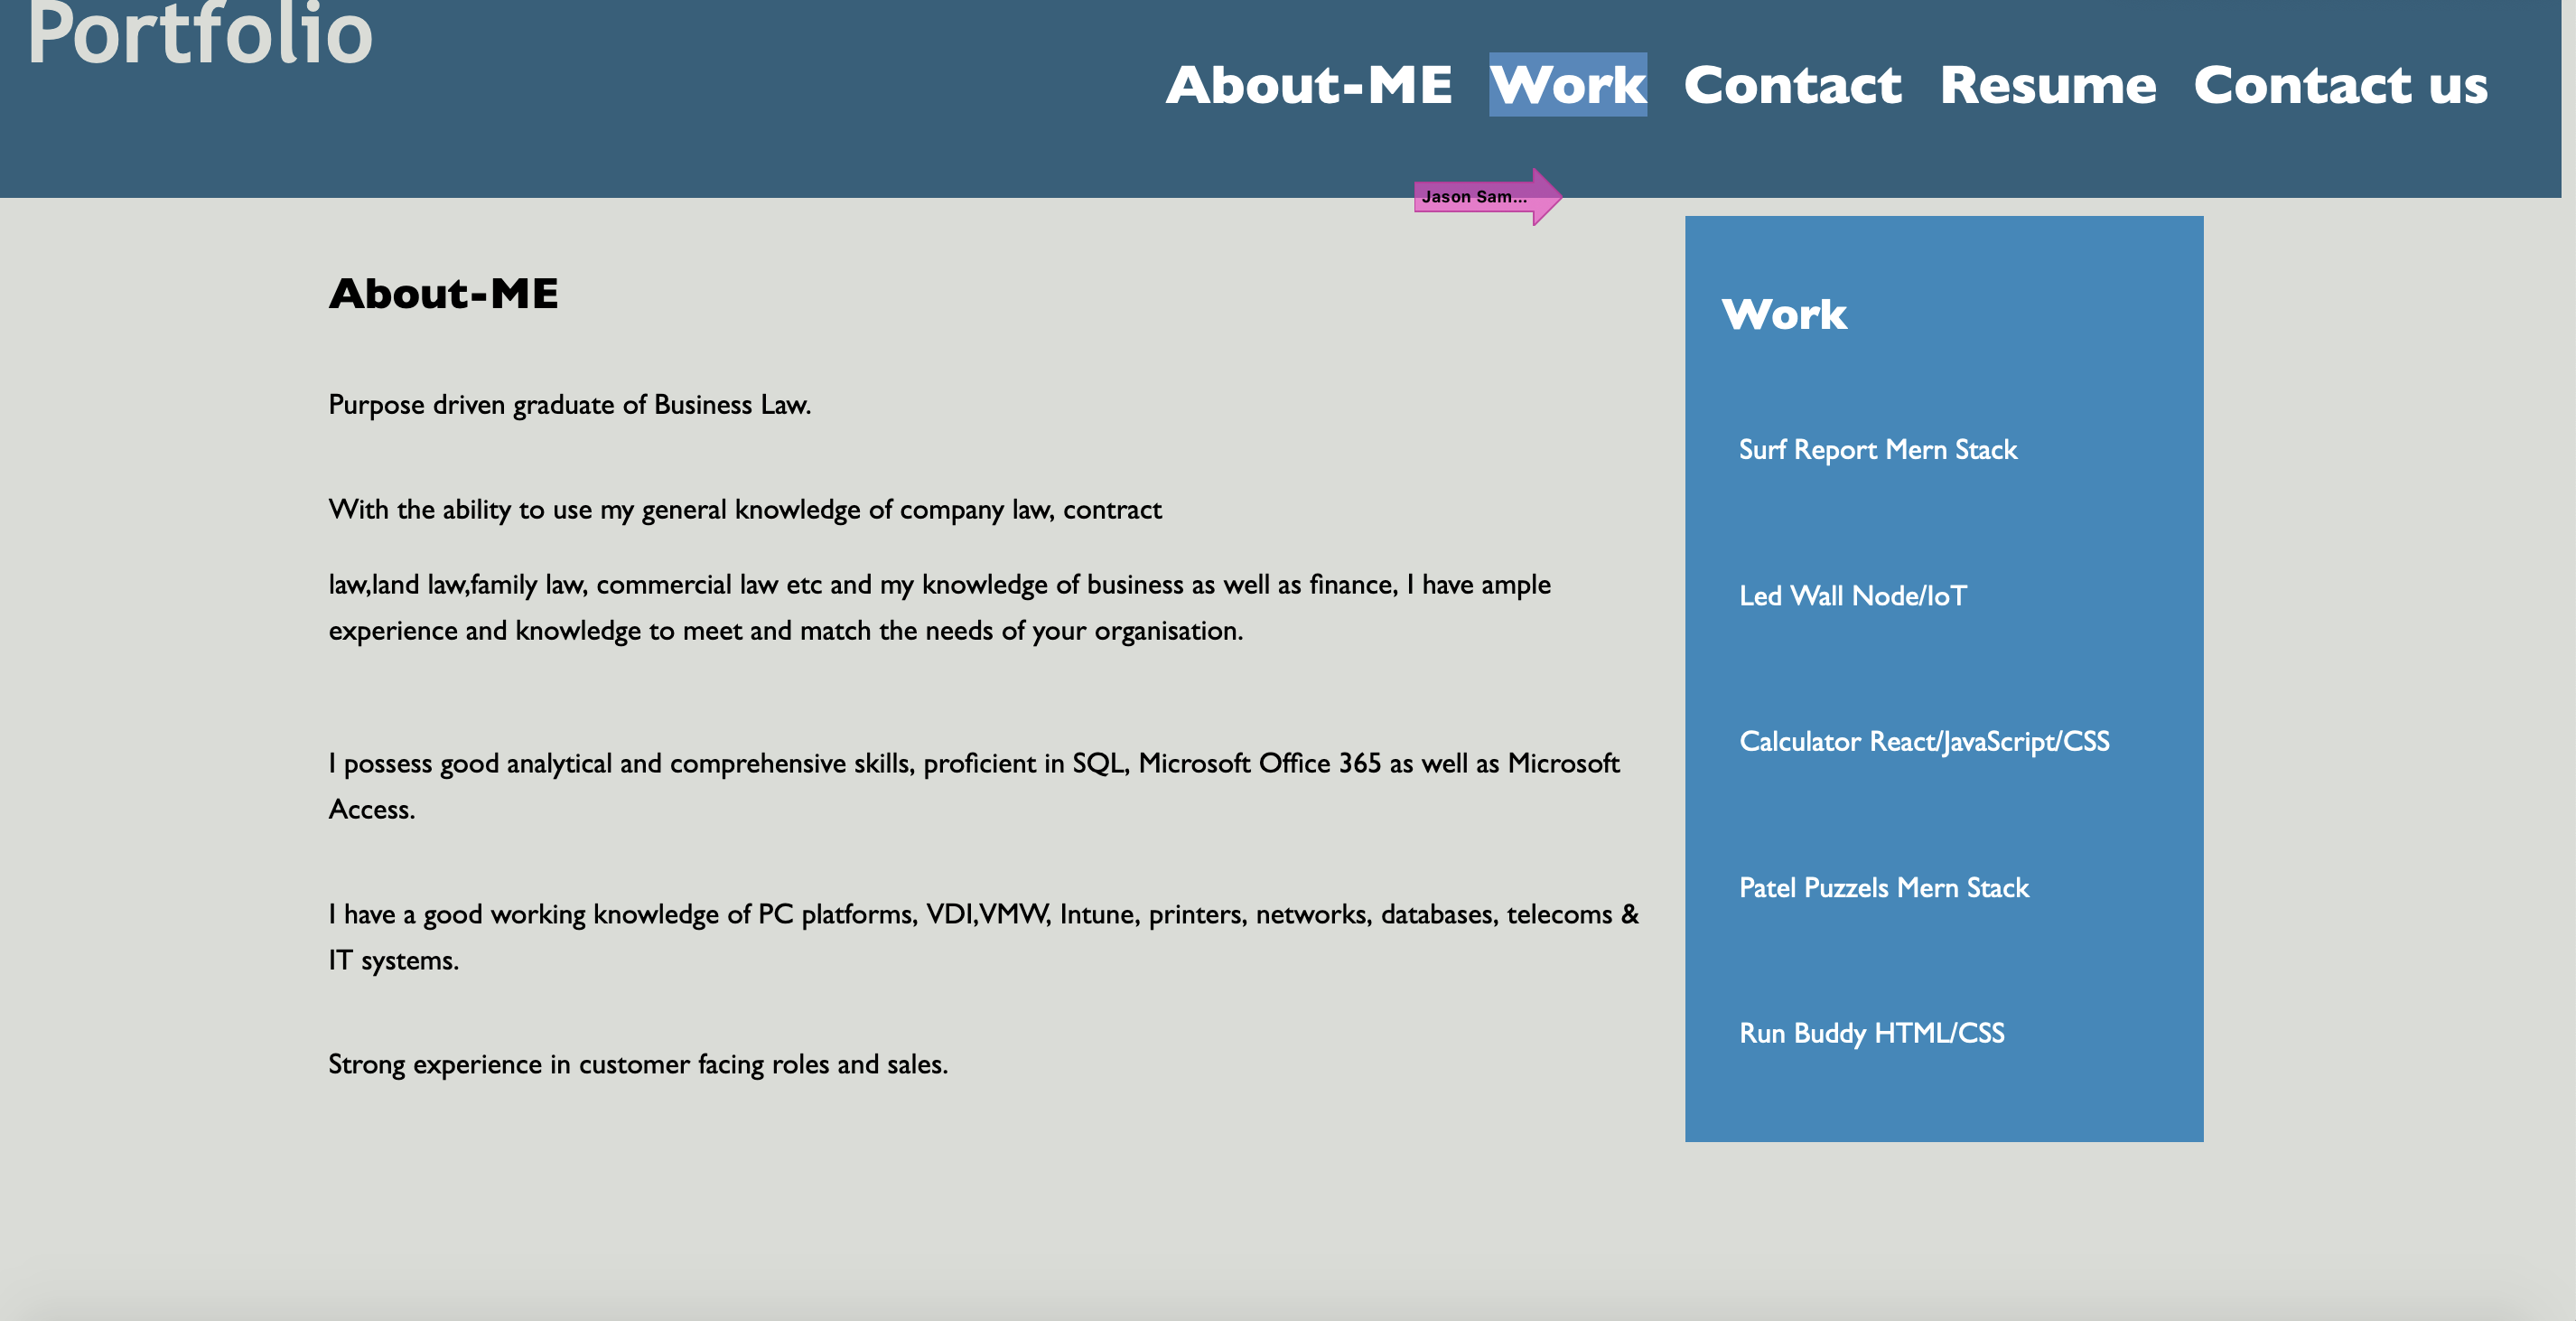 Portfolio
About-ME Work Contact Resume Contact us
Jason Sam...
About-ME
Purpose driven graduate of Business Law.
With the ability to use my general knowledge of company law, contract
law,land law,family law, commercial law etc and my knowledge of business as well as finance, I have ample
experience and knowledge to meet and match the needs of your organisation.
I possess good analytical and comprehensive skills, proficient in SQL, Microsoft Office 365 as well as Microsoft
Access.
I have a good working knowledge of PC platforms, VDI,VMW, Intune, printers, networks, databases, telecoms &
IT systems.
Strong experience in customer facing roles and sales.
Work
Surf Report Mern Stack
Led Wall Node/IoT
Calculator React/JavaScript/CSS
Patel Puzzels Mern Stack
Run Buddy HTML/CSS